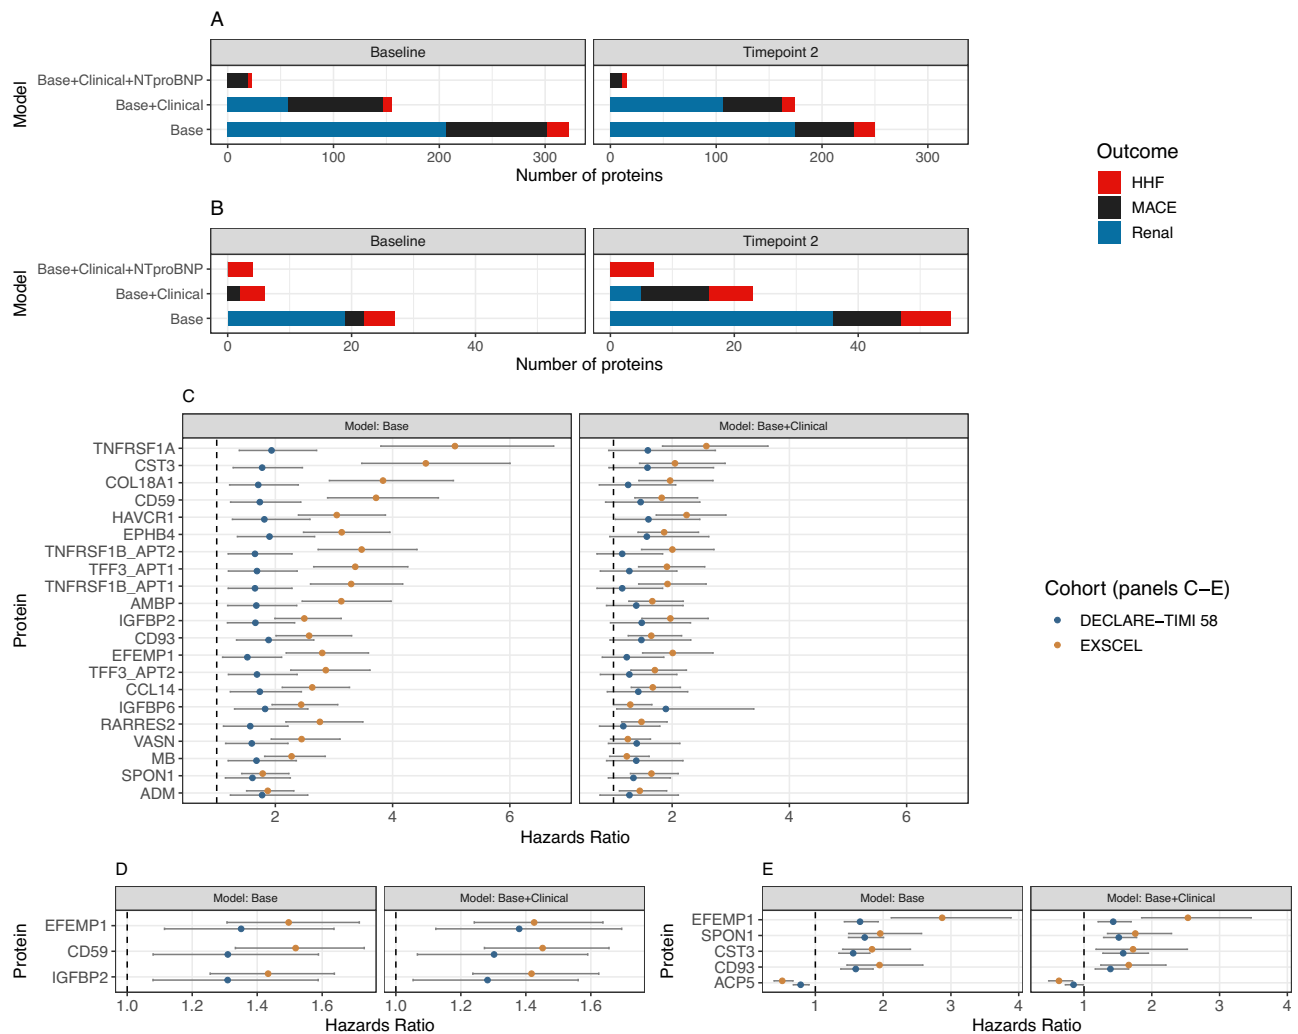 A
Baseline
Timepoint 2
Model
Base+Clinical+NTproBNP
Base+Clinical
Base
0 100 200 300
0 100 200 300
Number of proteins
Outcome
HHF
MACE
Renal
B
Baseline
Timepoint 2
Model
Base+Clinical+NTproBNP
Base+Clinical
Base
0 20 40
0 20 40
Number of proteins
C
Model: Base
Model: Base+Clinical
Protein
TNFRSF1A
CST3
COL18A1
CD59
HAVCR1
EPHB4
TNFRSF1B_APT2
TFF3_APT1
TNFRSF1B_APT1
AMBP
IGFBP2
CD93
EFEMP1
TFF3_APT2
CCL14
IGFBP6
RARRES2
VASN
MB
SPON1
ADM
2 4 6
2 4 6
Hazards Ratio
Cohort (panels C−E)
DECLARE−TIMI 58
EXSCEL
D
Model: Base
Model: Base+Clinical
Protein
EFEMP1
CD59
IGFBP2
1.0 1.2 1.4 1.6
1.0 1.2 1.4 1.6
Hazards Ratio
E
Model: Base
Model: Base+Clinical
Protein
EFEMP1
SPON1
CST3
CD93
ACP5
1 2 3 4
1 2 3 4
Hazards Ratio